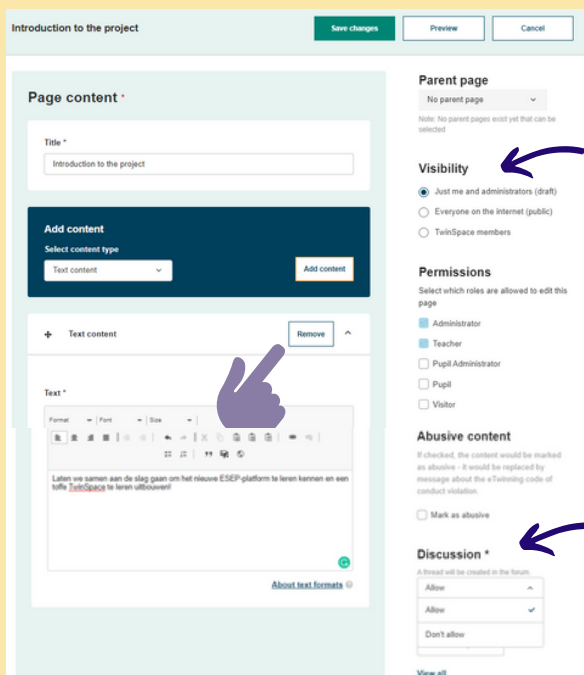 Introduction to the project
Save changes
Preview
Cancel
Page content *
Title *
Introduction to the project
Add content
Select content type
Text content
Add content
Text content
Remove
Text *
Format
Font
Size
Laten we samen aan de slag gaan om het nieuwe ESEP-platform te leren kennen en een
toffe TwinSpace te leren uitbouwen!
About text formats
Parent page
No parent page
Note: No parent pages exist yet that can be
selected
Visibility
Just me and administrators (draft)
Everyone on the internet (public)
TwinSpace members
Permissions
Select which roles are allowed to edit this
page
Administrator
Teacher
Pupil Administrator
Pupil
Visitor
Abusive content
If checked, the content would be marked
as abusive - it would be replaced by
message about the eTwinning code of
conduct violation.
Mark as abusive
Discussion *
A thread will be created in the forum
Allow
Allow
Don't allow
View all